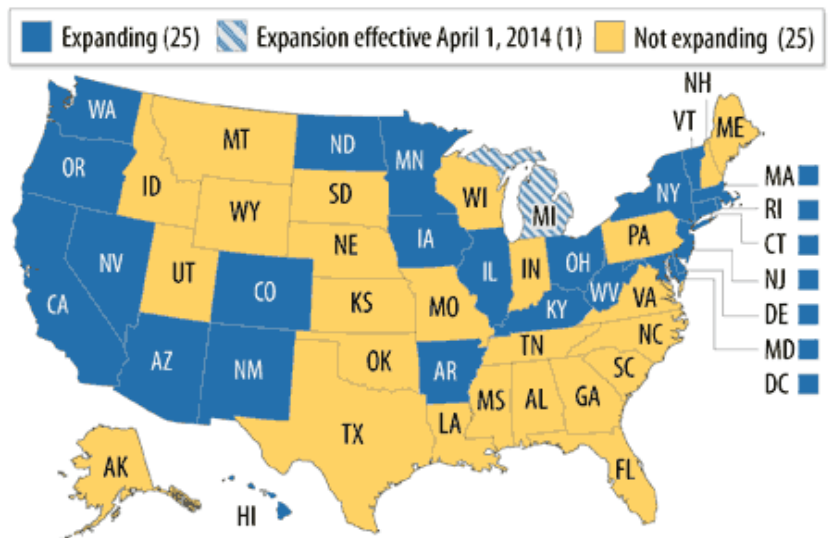 Expanding (25) Expansion effective April 1, 2014 (1) Not expanding (25)
NH
VT
WA
MT
ND
MN
ME
OR
ID
SD
WI
MI
NY
MA
WY
RI
IA
PA
CT
NE
NV
UT
CO
IL
IN
OH
NJ
CA
KS
MO
WV
VA
DE
KY
NC
MD
TN
AZ
NM
OK
AR
SC
DC
MS
AL
GA
LA
TX
AK
FL
HI